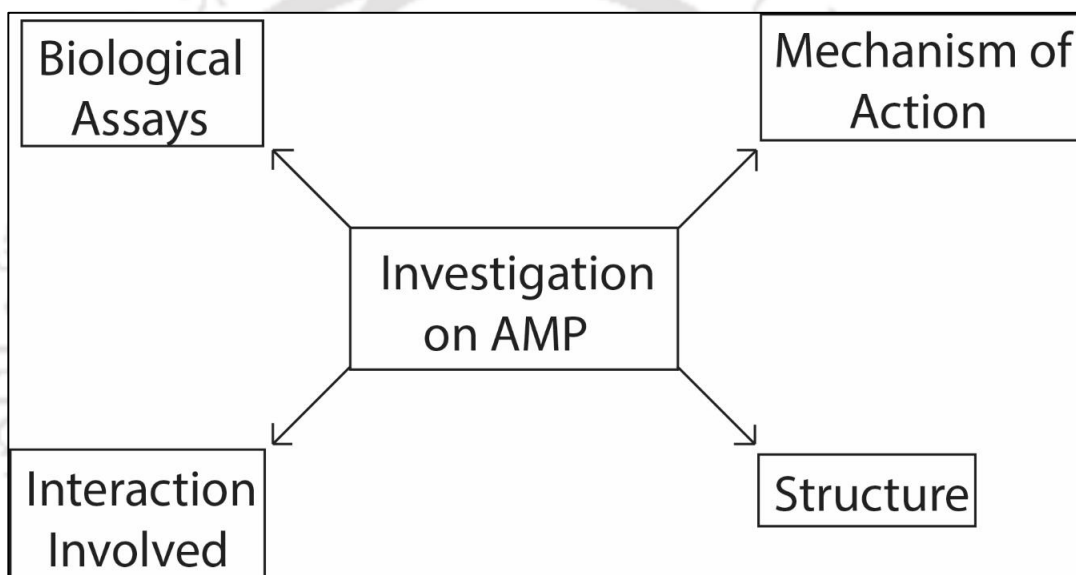 Biological
Assays
Mechanism of
Action
Investigation
on AMP
Interaction
Involved
Structure